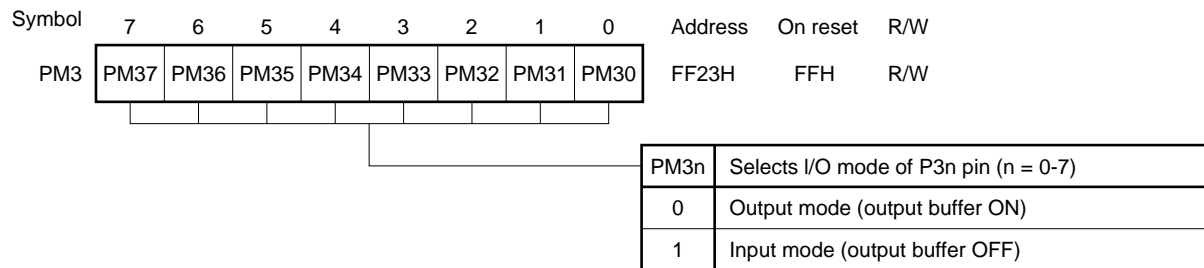 Symbol 7 6 5 4 3 2 1 0 Address On reset R/W
PM3 PM37 PM36 PM35 PM34 PM33 PM32 PM31 PM30 FF23H FFH R/W
PM3n Selects I/O mode of P3n pin (n = 0-7)
0 Output mode (output buffer ON)
1 Input mode (output buffer OFF)